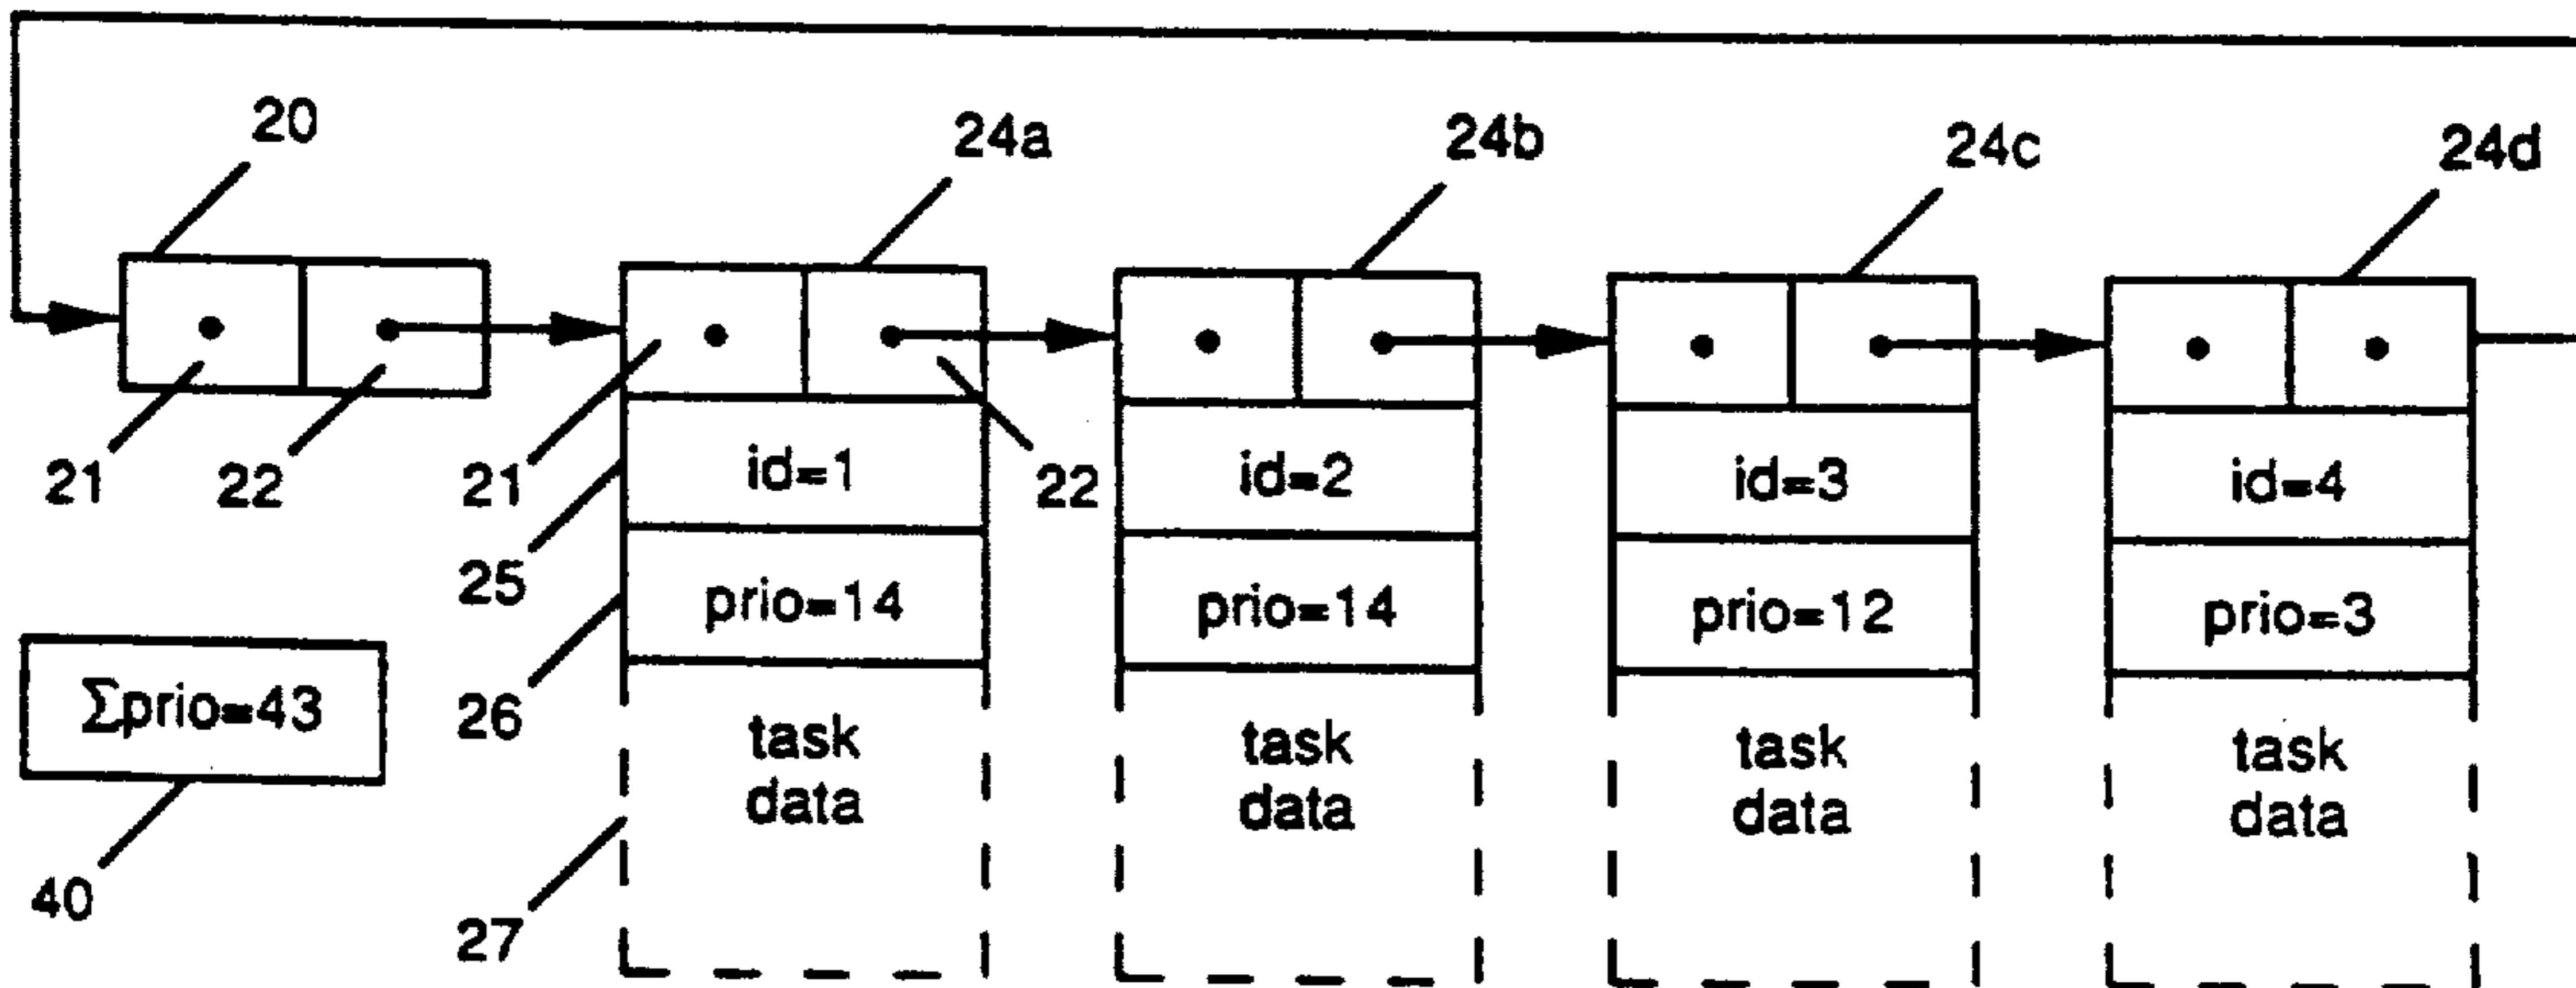 20
24a
24b
24c
24d
21
22
21
22
25
id=1
id=2
id=3
id=4
26
prio=14
prio=14
prio=12
prio=3
Σprio=43
40
27
task
data
task
data
task
data
task
data